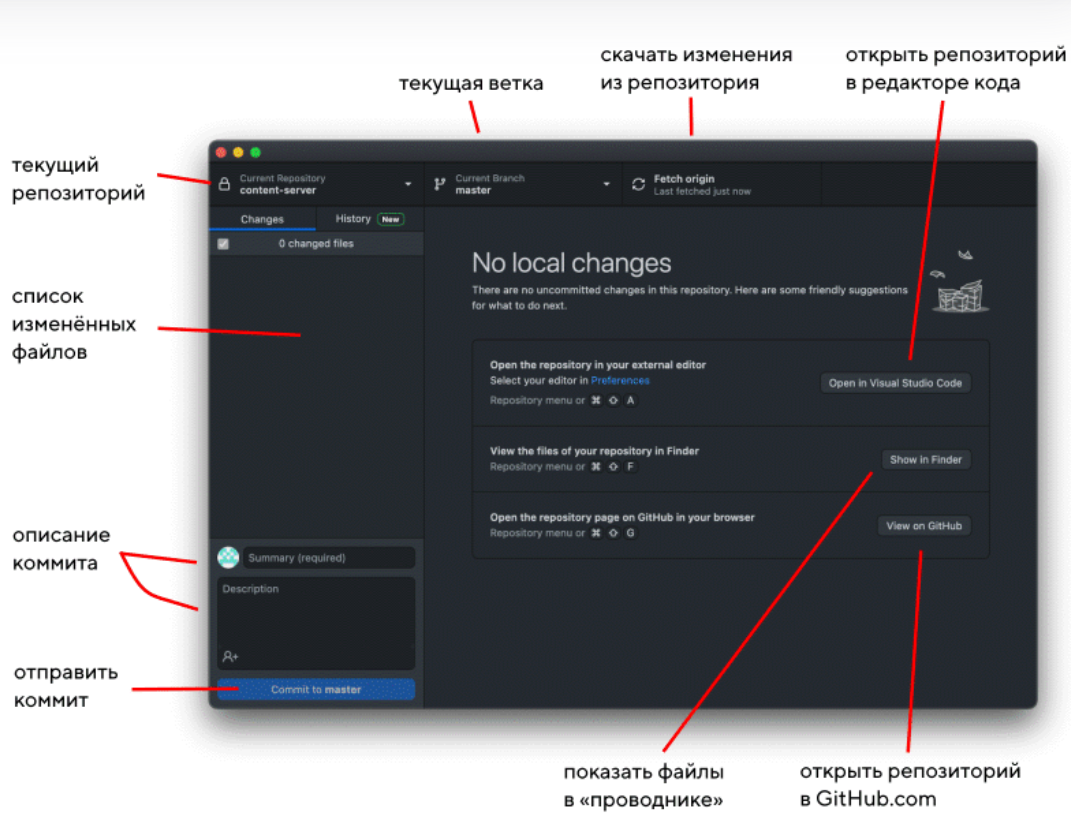 скачать изменения
из репозитория
открыть репозиторий
в редакторе кода
текущая ветка
текущий
репозиторий
Current Repository
content-server
Current Branch
master
Fetch origin
Last fetched just now
Changes
History New
0 changed files
No local changes
There are no uncommitted changes in this repository. Here are some friendly suggestions
for what to do next.
список
изменённых
файлов
Open the repository in your external editor
Select your editor in Preferences
Repository menu or ⌘ ⇧ A
Open in Visual Studio Code
View the files of your repository in Finder
Repository menu or ⌘ ⇧ F
Show in Finder
Open the repository page on GitHub in your browser
Repository menu or ⌘ ⇧ G
View on GitHub
описание
коммита
Summary (required)
Description
отправить
коммит
Commit to master
показать файлы
в «проводнике»
открыть репозиторий
в GitHub.com